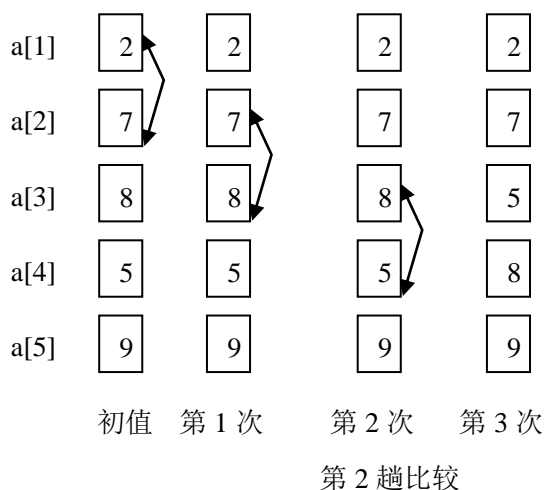 a[1] 2 2 2 2
a[2] 7 7 7 7
a[3] 8 8 8 5
a[4] 5 5 5 8
a[5] 9 9 9 9
初值 第 1 次 第 2 次 第 3 次
第 2 趟比较